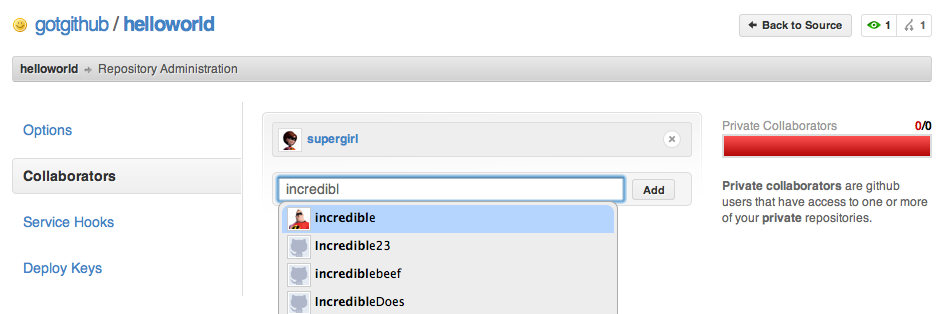 gotgithub / helloworld
Back to Source
1
1
helloworld Repository Administration
Options
Collaborators
Service Hooks
Deploy Keys
supergirl
incredibl
Add
incredible
Incredible23
incrediblebeef
IncredibleDoes
Private Collaborators 0/0
Private collaborators are github
users that have access to one or more
of your private repositories.